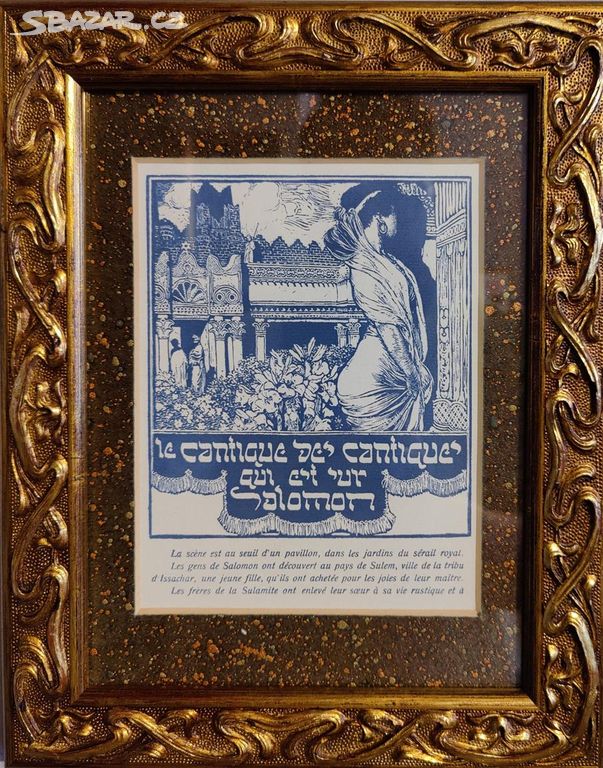 SBAZAR.CZ
le cantique des cantiques
qui est sur
salomon
La scène est au seuil d'un pavillon, dans les jardins du sérail royal.
Les gens de Salomon ont découvert au pays de Sulem, ville de la tribu
d'Issachar, une jeune fille, qu'ils ont achetée pour les joies de leur maître.
Les frères de la Sulamite ont enlevé leur sœur à sa vie rustique et à